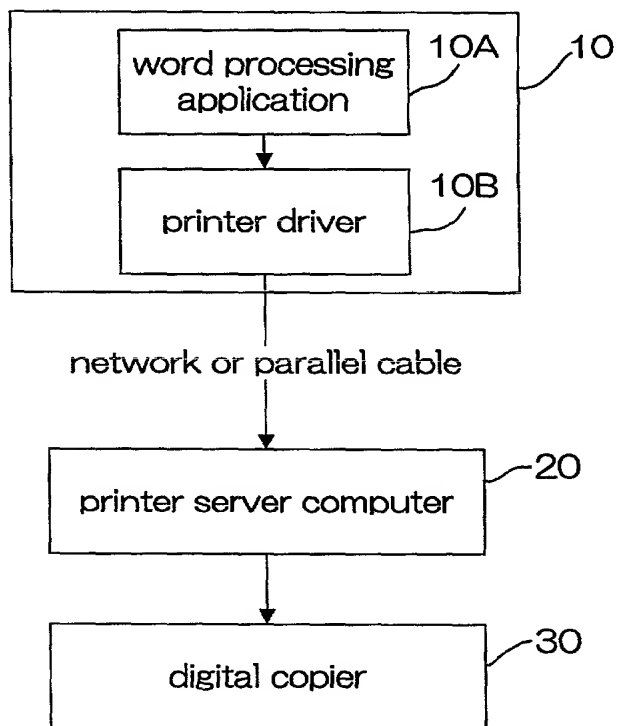 word processing
application
10A
10
printer driver
10B
network or parallel cable
printer server computer
20
digital copier
30